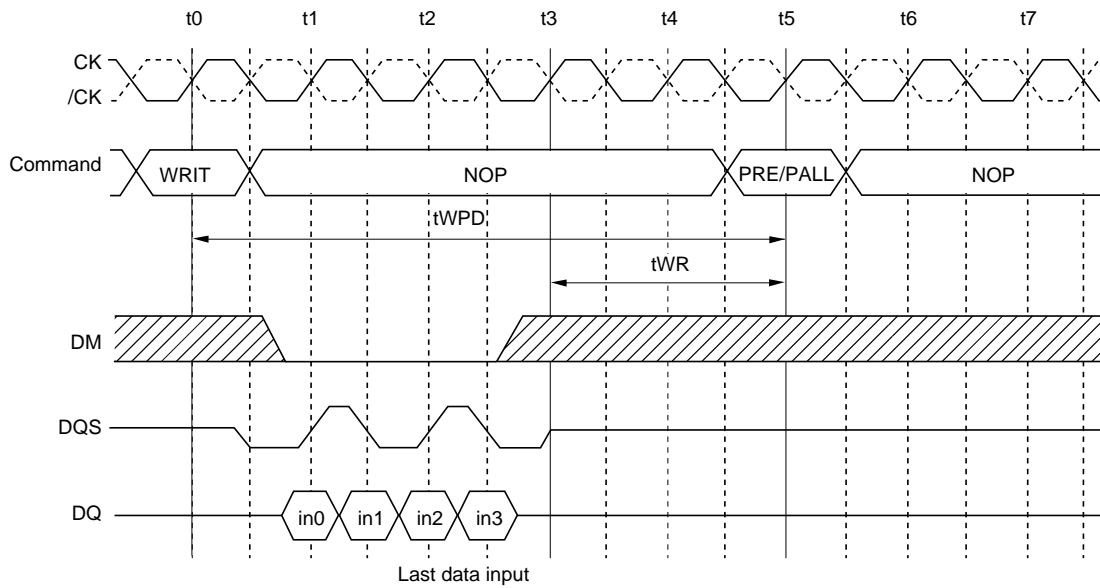 t0 t1 t2 t3 t4 t5 t6 t7
CK
/CK
Command WRIT NOP PRE/PALL NOP
tWPD
tWR
DM
DQS
DQ in0 in1 in2 in3
Last data input